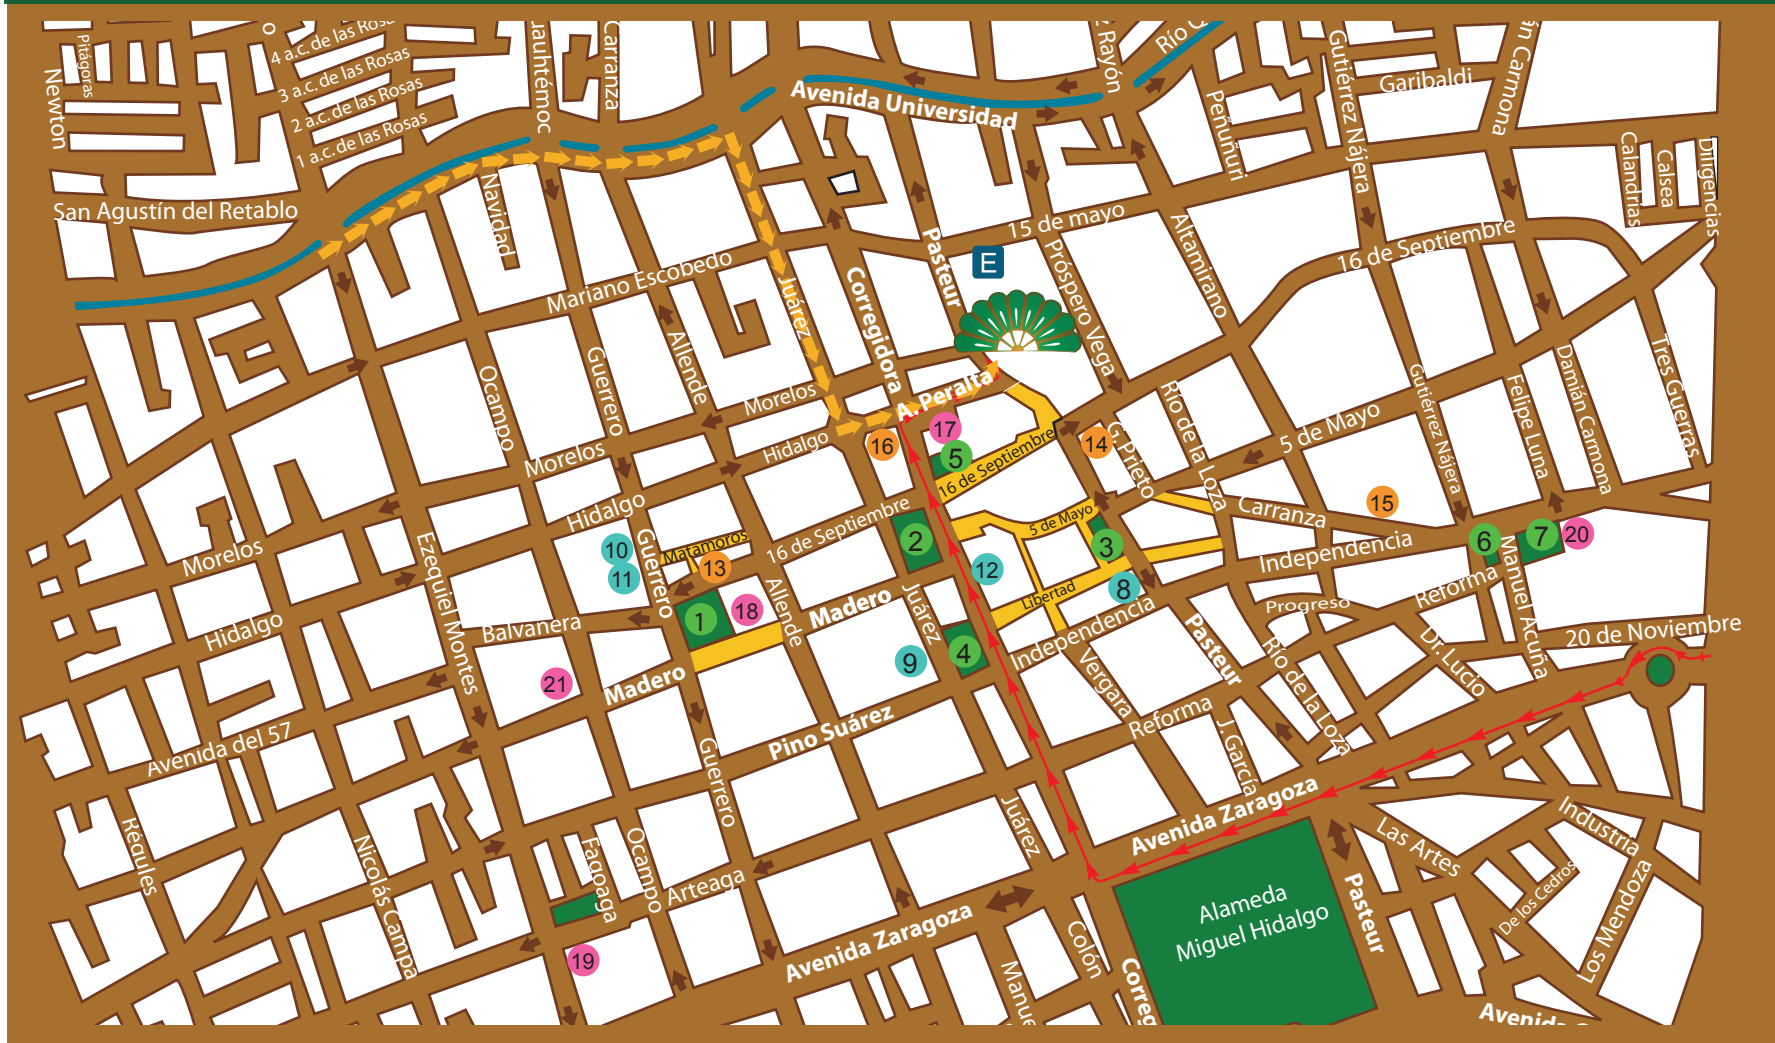 Pitágoras
Newton
4 a.c. de las Rosa
3 a.c. de las Rosas
2 a.c. de las Rosas
1 a.c. de las Rosas
San Agustín del Retablo
uauhtémoc
Carranza
Navidad
Avenida Universidad
Rayón
Río
Peñuñuri
Gutiérrez Nájera
Garibaldi
án Carmona
Calandrias
Calsea
Diligencias
15 de mayo
Altamirano
16 de Septiembre
Mariano Escobedo
Juárez
Corregidora
Pasteur
E
Próspero Vega
Allende
Guerrero
Ocampo
Morelos
Morelos
Hidalgo
Hidalgo
A. Peralta
17
16
5
16 de Septiembre
14
G. Prieto
Río de la Loza
5 de Mayo
Gutiérrez Nájera
Felipe Luna
Damián Carmona
Tres Guerras
15
Carranza
Independencia
6
7
20
Manuel Acuña
Reforma
Progreso
20 de Noviembre
Dr. Lucio
Río de la Loza
Pasteur
Morelos
Hidalgo
Ezequiel Montes
10
11
Guerrero
Matamoros
13
16 de Septiembre
2
5 de Mayo
3
12
8
Libertad
Independencia
1
18
Allende
Madero
Juárez
9
4
Balvanera
21
Madero
Pino Suárez
Vergara
Reforma
J. García
Avenida del 57
Guerrero
Avenida Zaragoza
Juárez
Réqules
Nicolás Campa
Fagoaga
Ocampo
Arteaga
19
Avenida Zaragoza
Manue
Colón
Correg
Alameda
Miguel Hidalgo
Pasteur
Las Artes
Industria
De los Cedros
Los Mendoza
Avenida